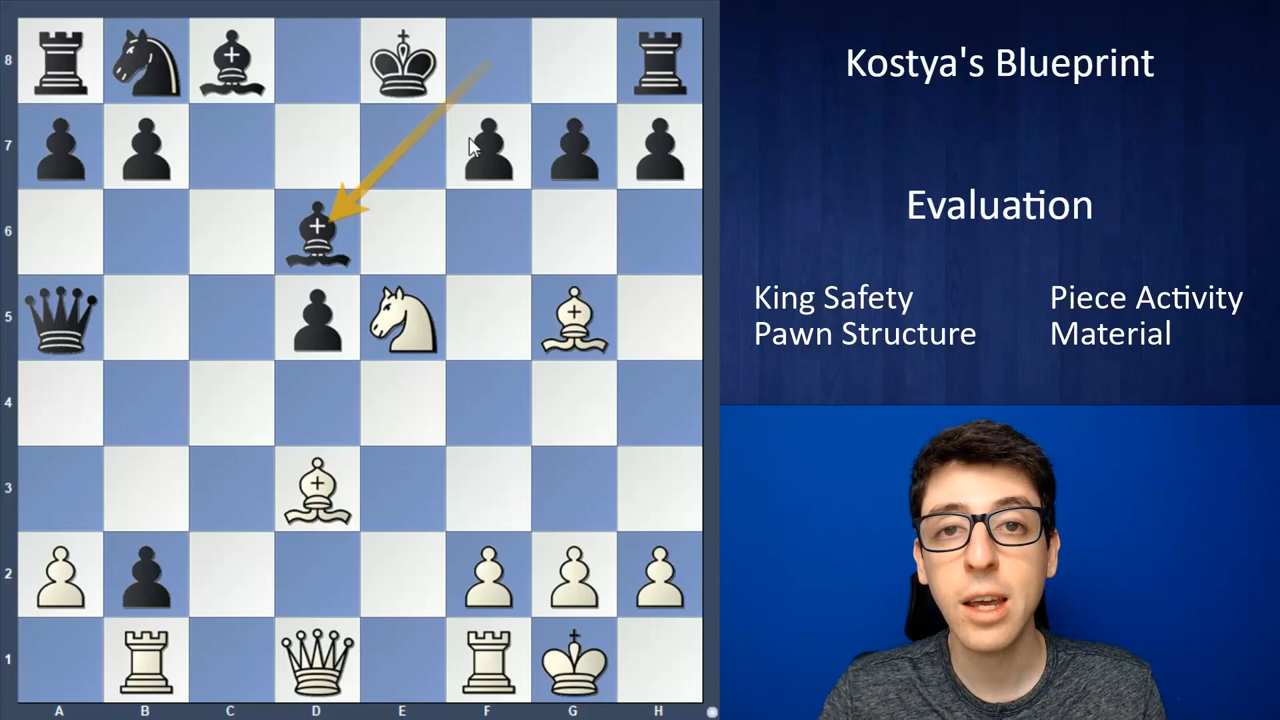 Kostya's Blueprint
Evaluation
King Safety
Piece Activity
Pawn Structure
Material
8
7
6
5
4
3
2
1
A B C D E F G H